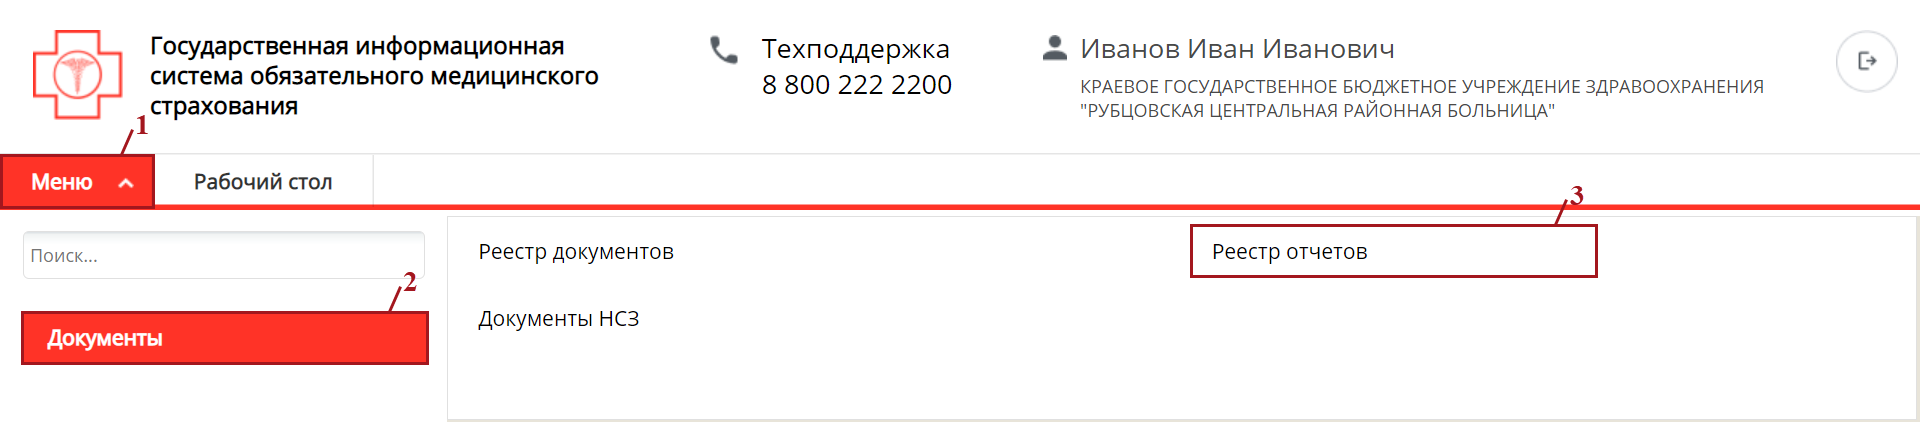 Государственная информационная
система обязательного медицинского
страхования
Техподдержка
8 800 222 2200
Иванов Иван Иванович
КРАЕВОЕ ГОСУДАРСТВЕННОЕ БЮДЖЕТНОЕ УЧРЕЖДЕНИЕ ЗДРАВООХРАНЕНИЯ
"РУБЦОВСКАЯ ЦЕНТРАЛЬНАЯ РАЙОННАЯ БОЛЬНИЦА"
1
Меню
Рабочий стол
3
Поиск...
Реестр документов
Реестр отчетов
2
Документы
Документы НСЗ